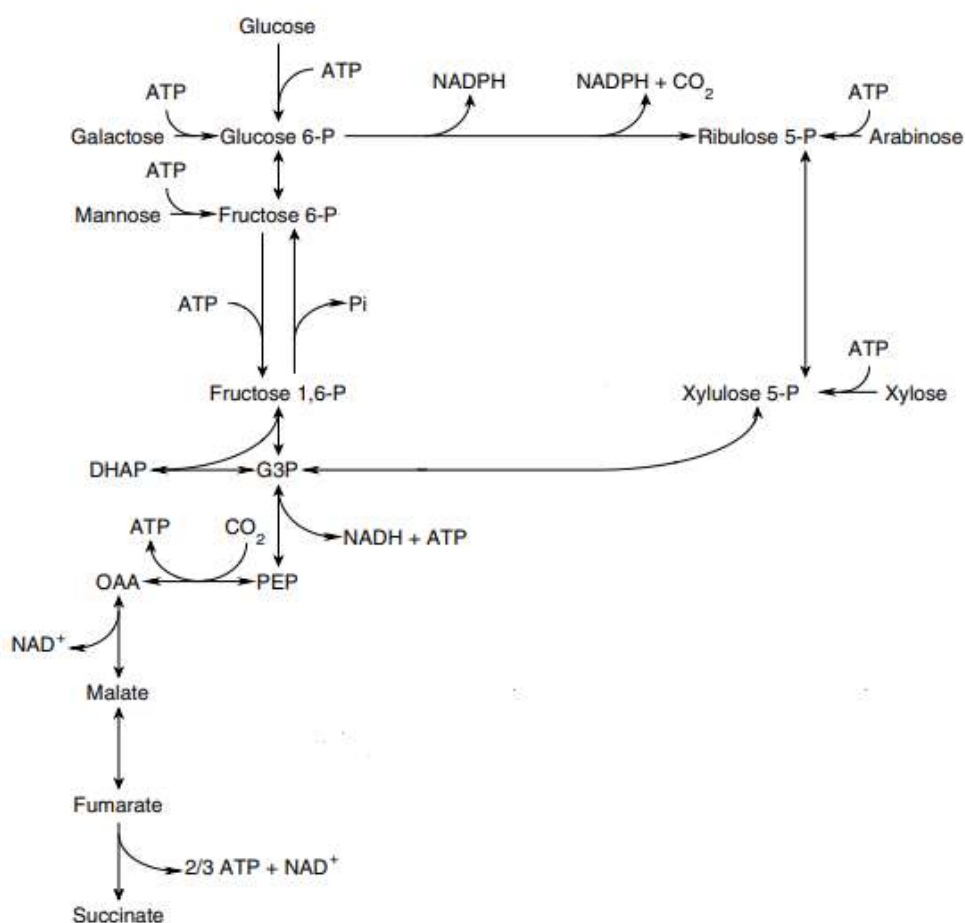 Glucose
ATP
ATP
NADPH
NADPH + CO₂
ATP
Galactose
Glucose 6-P
Ribulose 5-P
Arabinose
ATP
Mannose
Fructose 6-P
ATP
Pi
ATP
Fructose 1,6-P
Xylulose 5-P
Xylose
DHAP
G3P
ATP
CO₂
NADH + ATP
OAA
PEP
NAD⁺
Malate
Fumarate
2/3 ATP + NAD⁺
Succinate